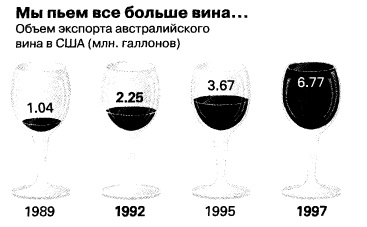 Мы пьем все больше вина...
Объем экспорта австралийского
вина в США (млн. галлонов)
1.04
2.25
3.67
6.77
1989
1992
1995
1997